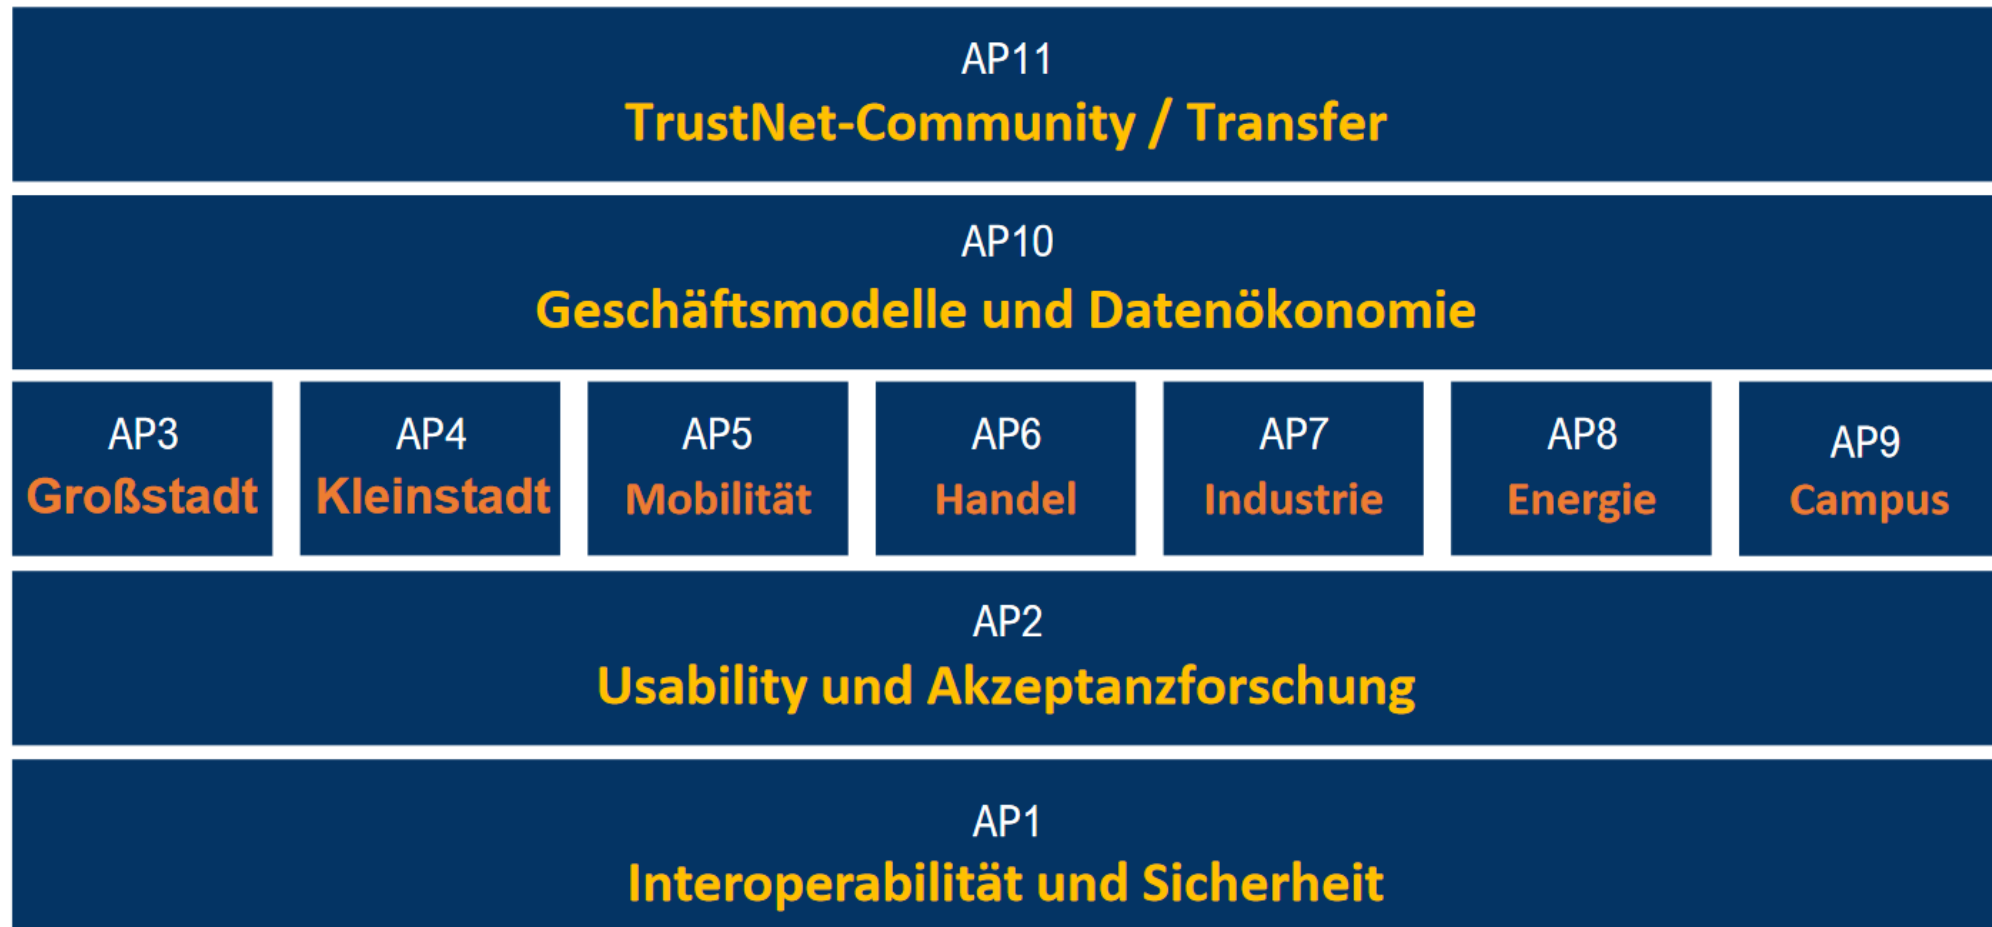 AP11
TrustNet-Community / Transfer
AP10
Geschäftsmodelle und Datenökonomie
AP3
Großstadt
AP4
Kleinstadt
AP5
Mobilität
AP6
Handel
AP7
Industrie
AP8
Energie
AP9
Campus
AP2
Usability und Akzeptanzforschung
AP1
Interoperabilität und Sicherheit